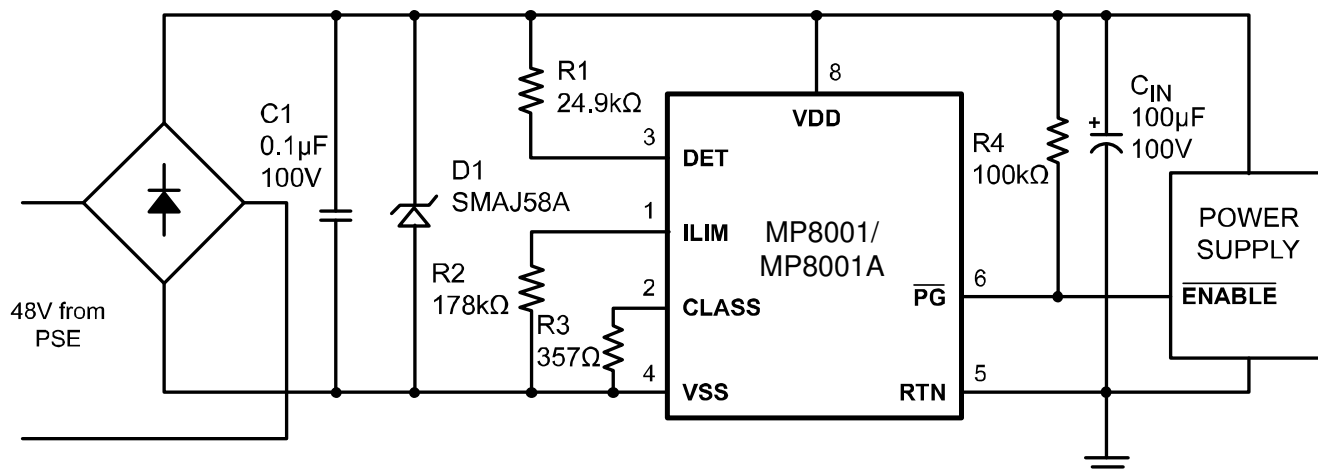 C1
0.1µF
100V
48V from
PSE
D1
SMAJ58A
R1
24.9kΩ
3
DET
R2
178kΩ
1
ILIM
R3
357Ω
2
CLASS
4
VSS
8
VDD
MP8001/
MP8001A
6
PG
5
RTN
R4
100kΩ
CIN
+
100µF
100V
POWER
SUPPLY
ENABLE